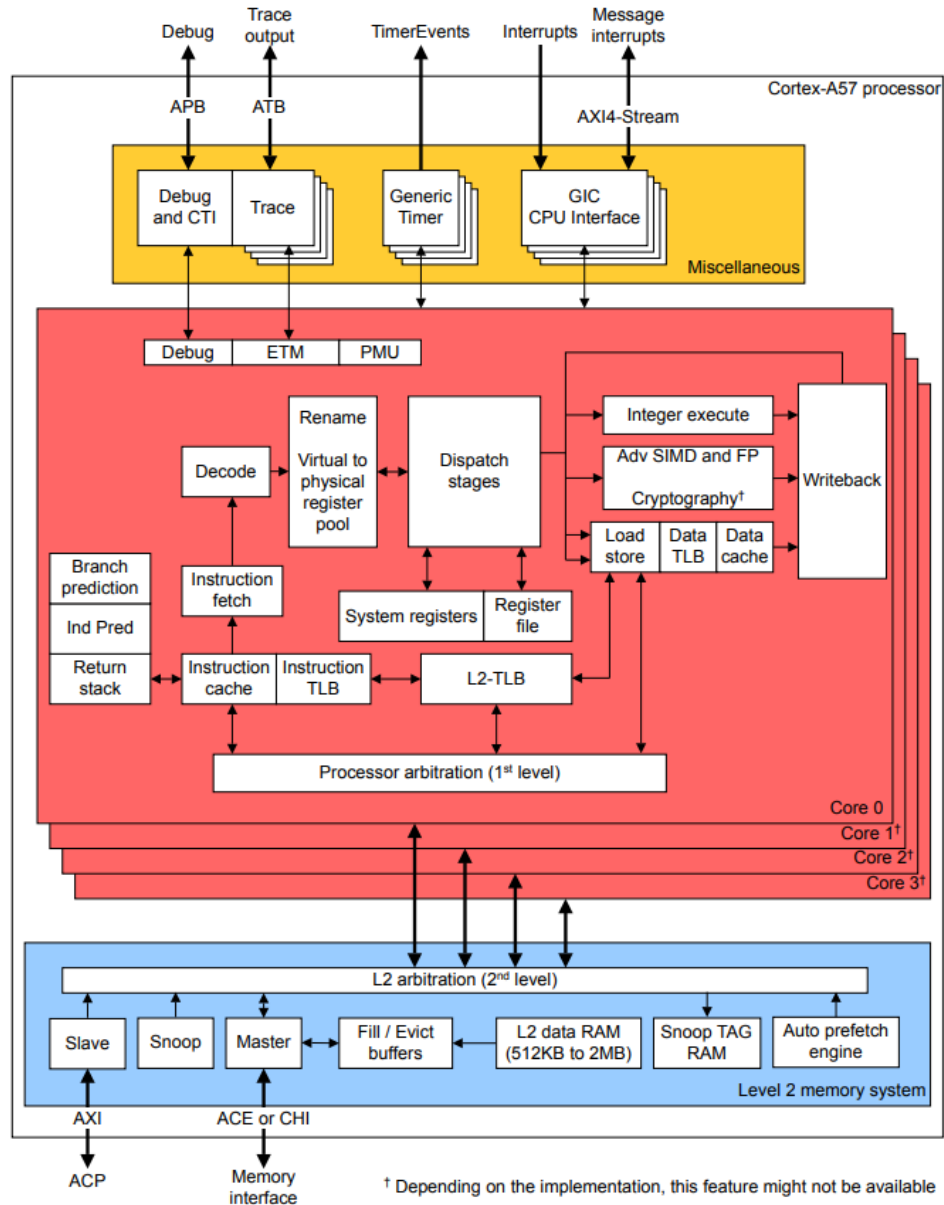 Debug
Trace
output
TimerEvents
Interrupts
Message
interrupts
Cortex-A57 processor
APB
ATB
AXI4-Stream
Debug
and CTI
Trace
Generic
Timer
GIC
CPU Interface
Miscellaneous
Debug
ETM
PMU
Rename
Virtual to
physical
register
pool
Dispatch
stages
Integer execute
Adv SIMD and FP
Cryptography†
Writeback
Decode
Load
store
Data
TLB
Data
cache
Branch
prediction
Ind Pred
Return
stack
Instruction
fetch
System registers
Register
file
Instruction
cache
Instruction
TLB
L2-TLB
Processor arbitration (1st level)
Core 0
Core 1†
Core 2†
Core 3†
L2 arbitration (2nd level)
Slave
Snoop
Master
Fill / Evict
buffers
L2 data RAM
(512KB to 2MB)
Snoop TAG
RAM
Auto prefetch
engine
Level 2 memory system
AXI
ACE or CHI
ACP
Memory
interface
† Depending on the implementation, this feature might not be available